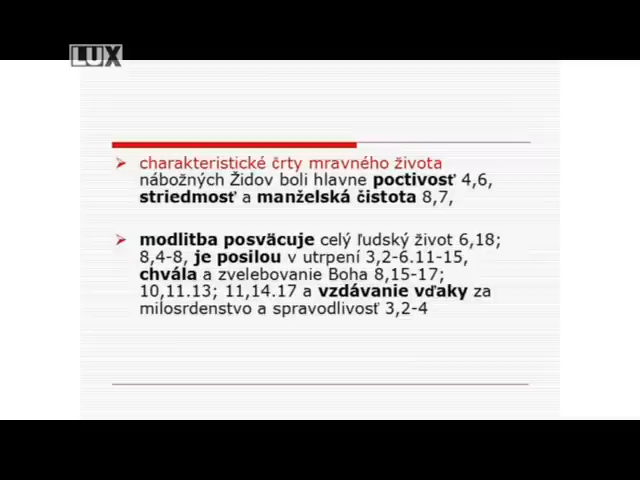 LUX
charakteristické črty mravného života
nábožných Židov boli hlavne poctivosť 4,6,
striedmosť a manželská čistota 8,7,
modlitba posväcuje celý ľudský život 6,18;
8,4-8, je posilou v utrpení 3,2-6.11-15,
chvála a zvelebovanie Boha 8,15-17;
10,11.13; 11,14.17 a vzdávanie vďaky za
milosrdenstvo a spravodlivosť 3,2-4